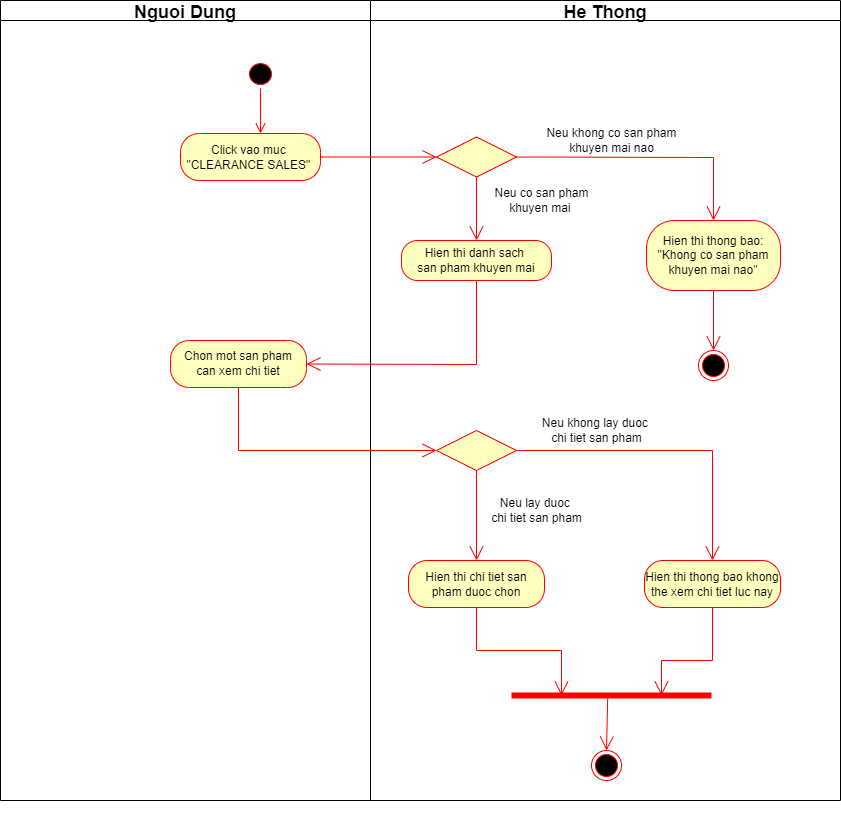 Nguoi Dung
He Thong
Click vao muc
"CLEARANCE SALES"
Neu khong co san pham
khuyen mai nao
Neu co san pham
khuyen mai
Hien thi danh sach
san pham khuyen mai
Hien thi thong bao:
"Khong co san pham
khuyen mai nao"
Chon mot san pham
can xem chi tiet
Neu khong lay duoc
chi tiet san pham
Neu lay duoc
chi tiet san pham
Hien thi chi tiet san
pham duoc chon
Hien thi thong bao khong
the xem chi tiet luc nay